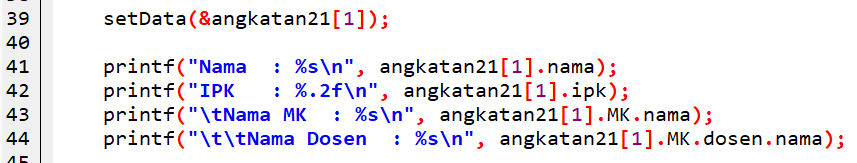 39 setData(&angkatan21[1]);
40
41 printf("Nama  : %s\n", angkatan21[1].nama);
42 printf("IPK   : %.2f\n", angkatan21[1].ipk);
43 printf("\tNama MK  : %s\n", angkatan21[1].MK.nama);
44 printf("\t\tNama Dosen  : %s\n", angkatan21[1].MK.dosen.nama);